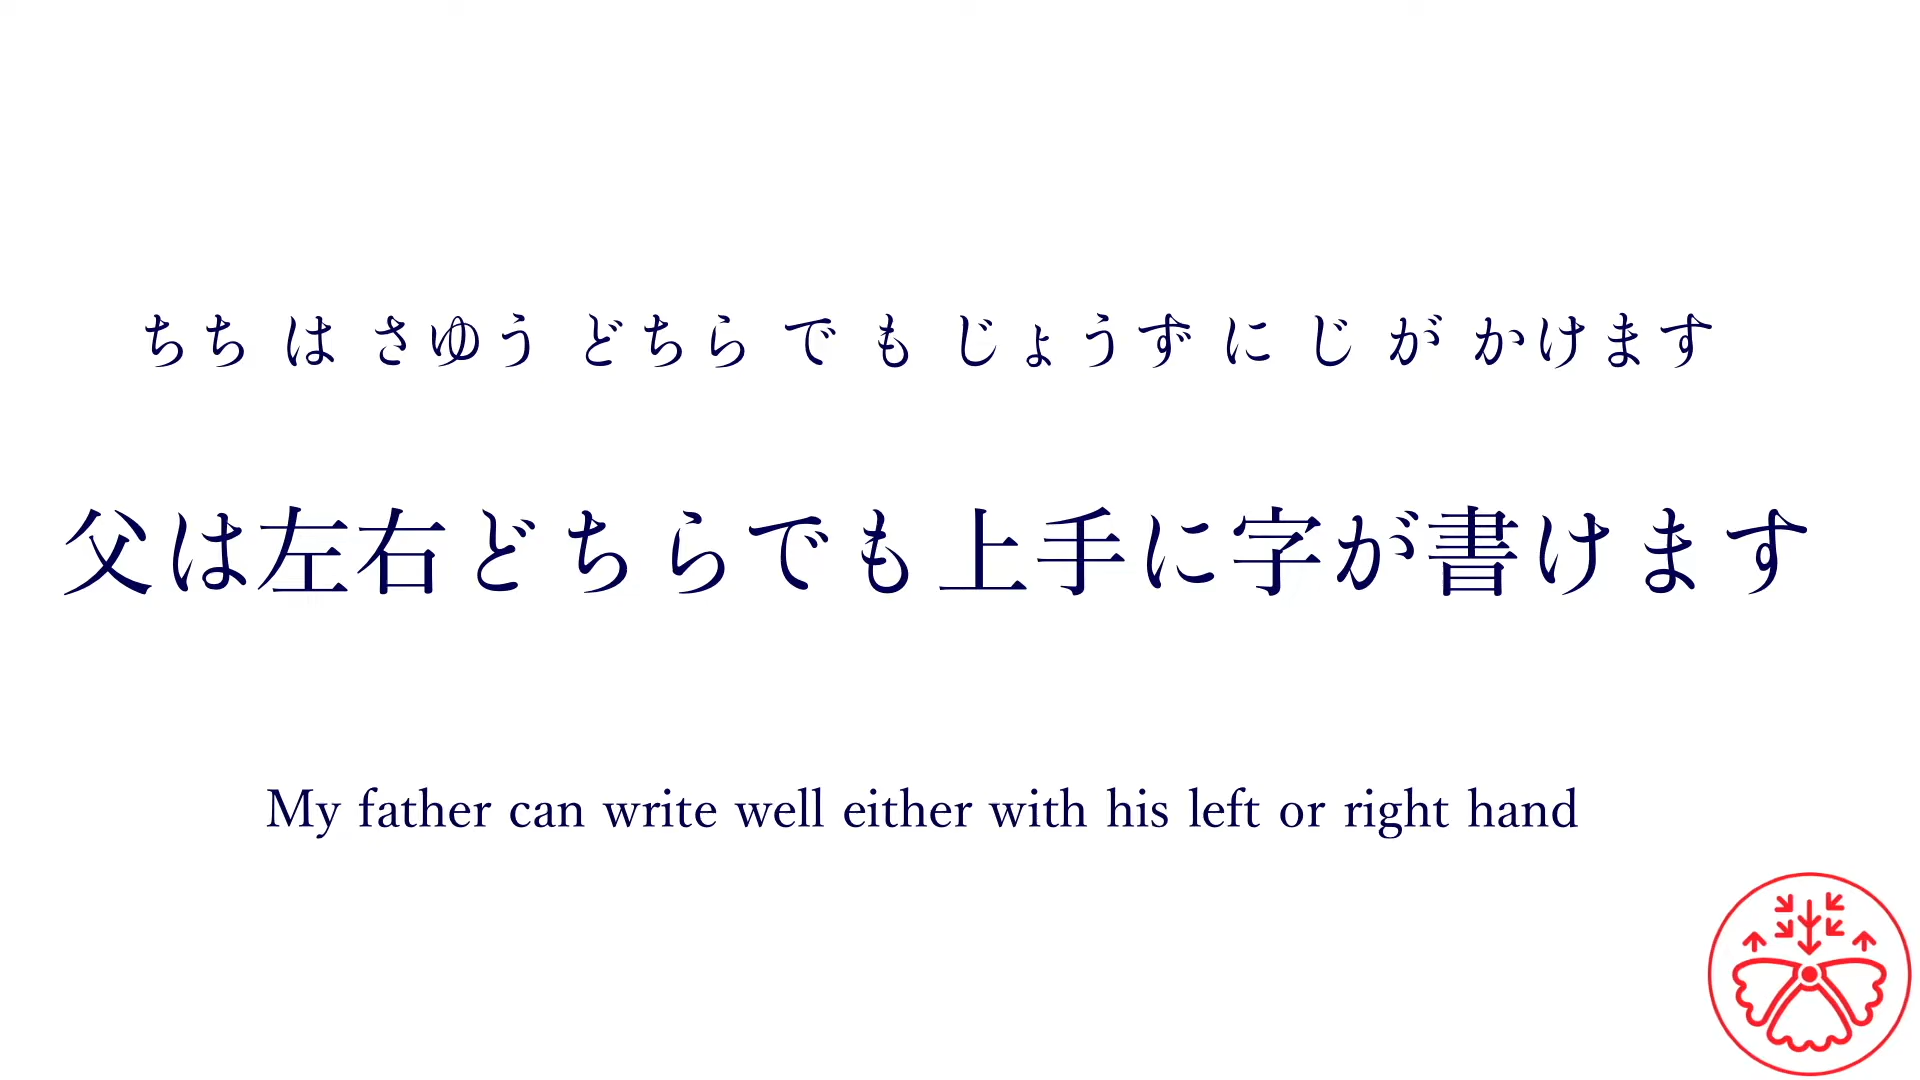 ちち は さゆう どちら で も じょうず に じ が かけます
父は左右どちらでも上手に字が書けます
My father can write well either with his left or right hand